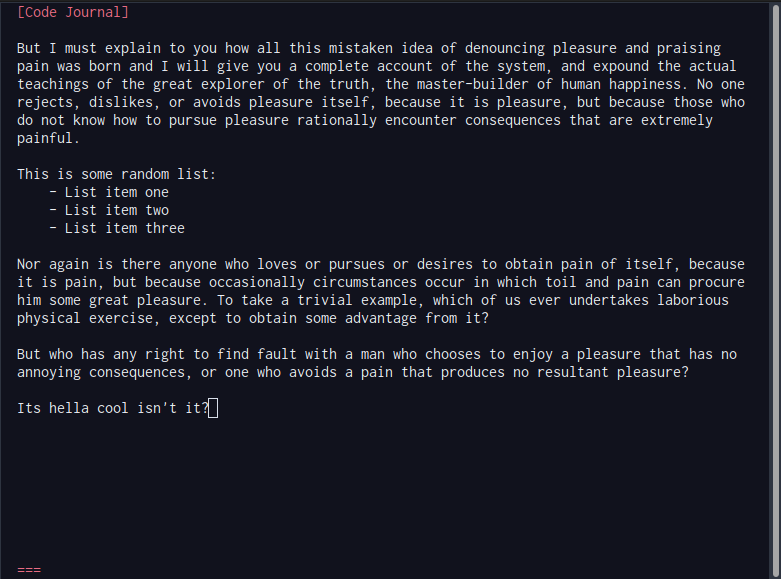 [Code Journal]
But I must explain to you how all this mistaken idea of denouncing pleasure and praising
pain was born and I will give you a complete account of the system, and expound the actual
teachings of the great explorer of the truth, the master-builder of human happiness. No one
rejects, dislikes, or avoids pleasure itself, because it is pleasure, but because those who
do not know how to pursue pleasure rationally encounter consequences that are extremely
painful.
This is some random list:
- List item one
- List item two
- List item three
Nor again is there anyone who loves or pursues or desires to obtain pain of itself, because
it is pain, but because occasionally circumstances occur in which toil and pain can procure
him some great pleasure. To take a trivial example, which of us ever undertakes laborious
physical exercise, except to obtain some advantage from it?
But who has any right to find fault with a man who chooses to enjoy a pleasure that has no
annoying consequences, or one who avoids a pain that produces no resultant pleasure?
Its hella cool isn't it?
===